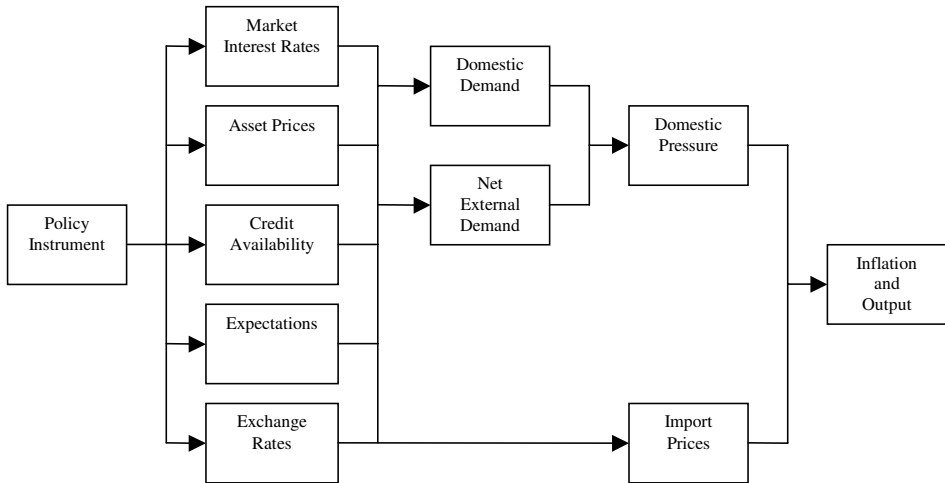 Market
Interest Rates
Asset Prices
Policy
Instrument
Credit
Availability
Expectations
Exchange
Rates
Domestic
Demand
Net
External
Demand
Domestic
Pressure
Import
Prices
Inflation
and
Output